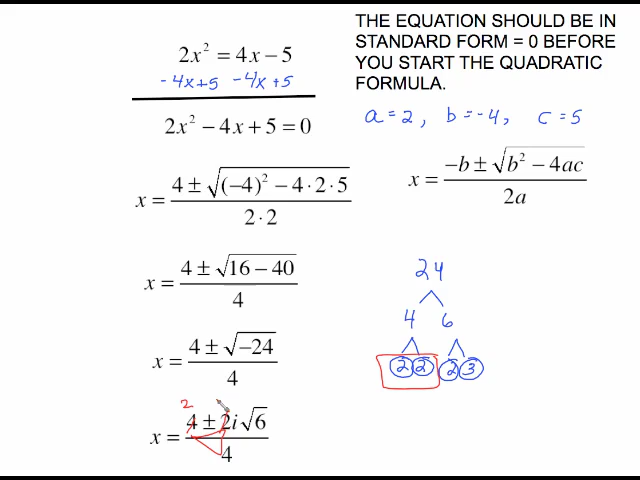 THE EQUATION SHOULD BE IN
STANDARD FORM = 0 BEFORE
YOU START THE QUADRATIC
FORMULA.
2x² = 4x − 5
−4x+5 −4x+5
2x² − 4x + 5 = 0
a = 2, b = −4, c = 5
x = (4 ± √((−4)² − 4·2·5)) / (2·2)
x = (−b ± √(b² − 4ac)) / 2a
x = (4 ± √(16 − 40)) / 4
24
4 6
2 2 2 3
x = (4 ± √(−24)) / 4
2
x = (4 ± 2i√6) / 4